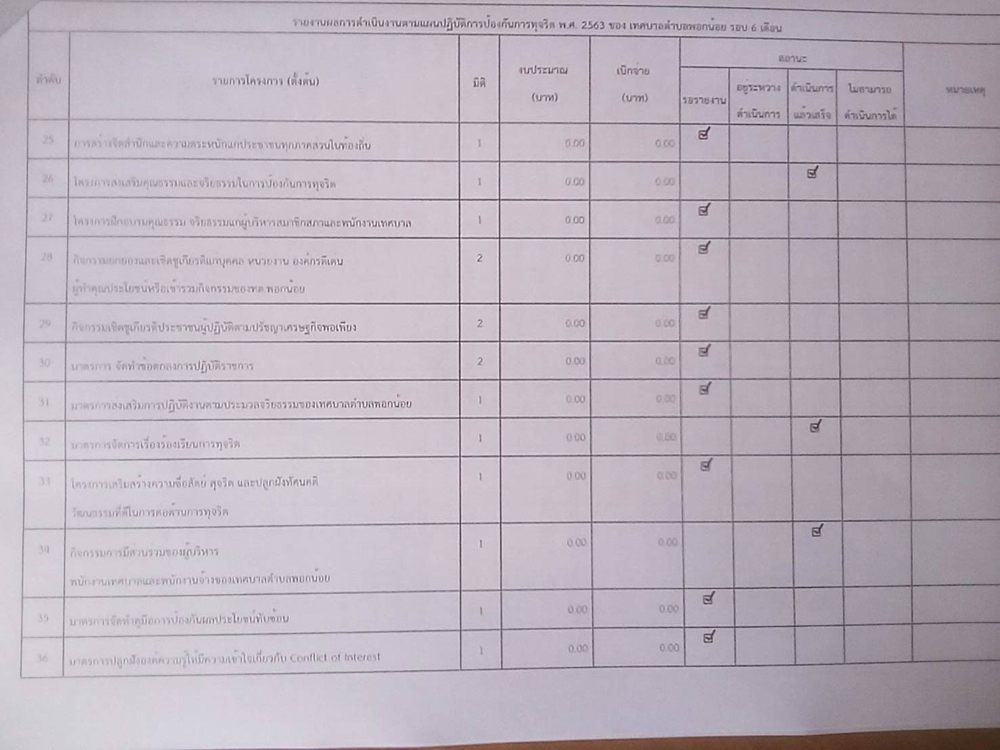 รายงานผลการดำเนินงานตามแผนปฏิบัติการป้องกันการทุจริต พ.ศ. 2563 ของ เทศบาลตำบลพอกน้อย รอบ 6 เดือน
ลำดับ รายการโครงการ (ตั้งต้น) มิติ งบประมาณ (บาท) เบิกจ่าย (บาท) สถานะ หมายเหตุ
รอรายงาน อยู่ระหว่างดำเนินการ ดำเนินการแล้วเสร็จ ไม่สามารถดำเนินการได้
25 การสร้างจิตสำนึกและความตระหนักแก่ประชาชนทุกภาคส่วนในท้องถิ่น 1 0.00 0.00 ☑
26 โครงการส่งเสริมคุณธรรมและจริยธรรมในการป้องกันการทุจริต 1 0.00 0.00 ☑
27 โครงการฝึกอบรมคุณธรรม จริยธรรมแก่ผู้บริหารสมาชิกสภาและพนักงานเทศบาล 1 0.00 0.00 ☑
28 กิจกรรมยกย่องและเชิดชูเกียรติแก่บุคคล หน่วยงาน องค์กรดีเด่น 2 0.00 0.00 ☑
ผู้ทำคุณประโยชน์หรือเข้าร่วมกิจกรรมของทต.พอกน้อย
29 กิจกรรมเชิดชูเกียรติประชาชนผู้ปฏิบัติตามปรัชญาเศรษฐกิจพอเพียง 2 0.00 0.00 ☑
30 มาตรการ จัดทำข้อตกลงการปฏิบัติราชการ 2 0.00 0.00 ☑
31 มาตรการส่งเสริมการปฏิบัติงานตามประมวลจริยธรรมของเทศบาลตำบลพอกน้อย 1 0.00 0.00 ☑
32 มาตรการจัดการเรื่องร้องเรียนการทุจริต 1 0.00 0.00 ☑
33 โครงการเสริมสร้างความซื่อสัตย์ สุจริต และปลูกฝังทัศนคติ 1 0.00 0.00 ☑
วัฒนธรรมที่ดีในการต่อต้านการทุจริต
34 กิจกรรมการมีส่วนร่วมของผู้บริหาร 1 0.00 0.00 ☑
พนักงานเทศบาลและพนักงานจ้างของเทศบาลตำบลพอกน้อย
35 มาตรการจัดทำคู่มือการป้องกันผลประโยชน์ทับซ้อน 1 0.00 0.00 ☑
36 มาตรการปลูกฝังองค์ความรู้ให้มีความเข้าใจเกี่ยวกับ Conflict of Interest 1 0.00 0.00 ☑